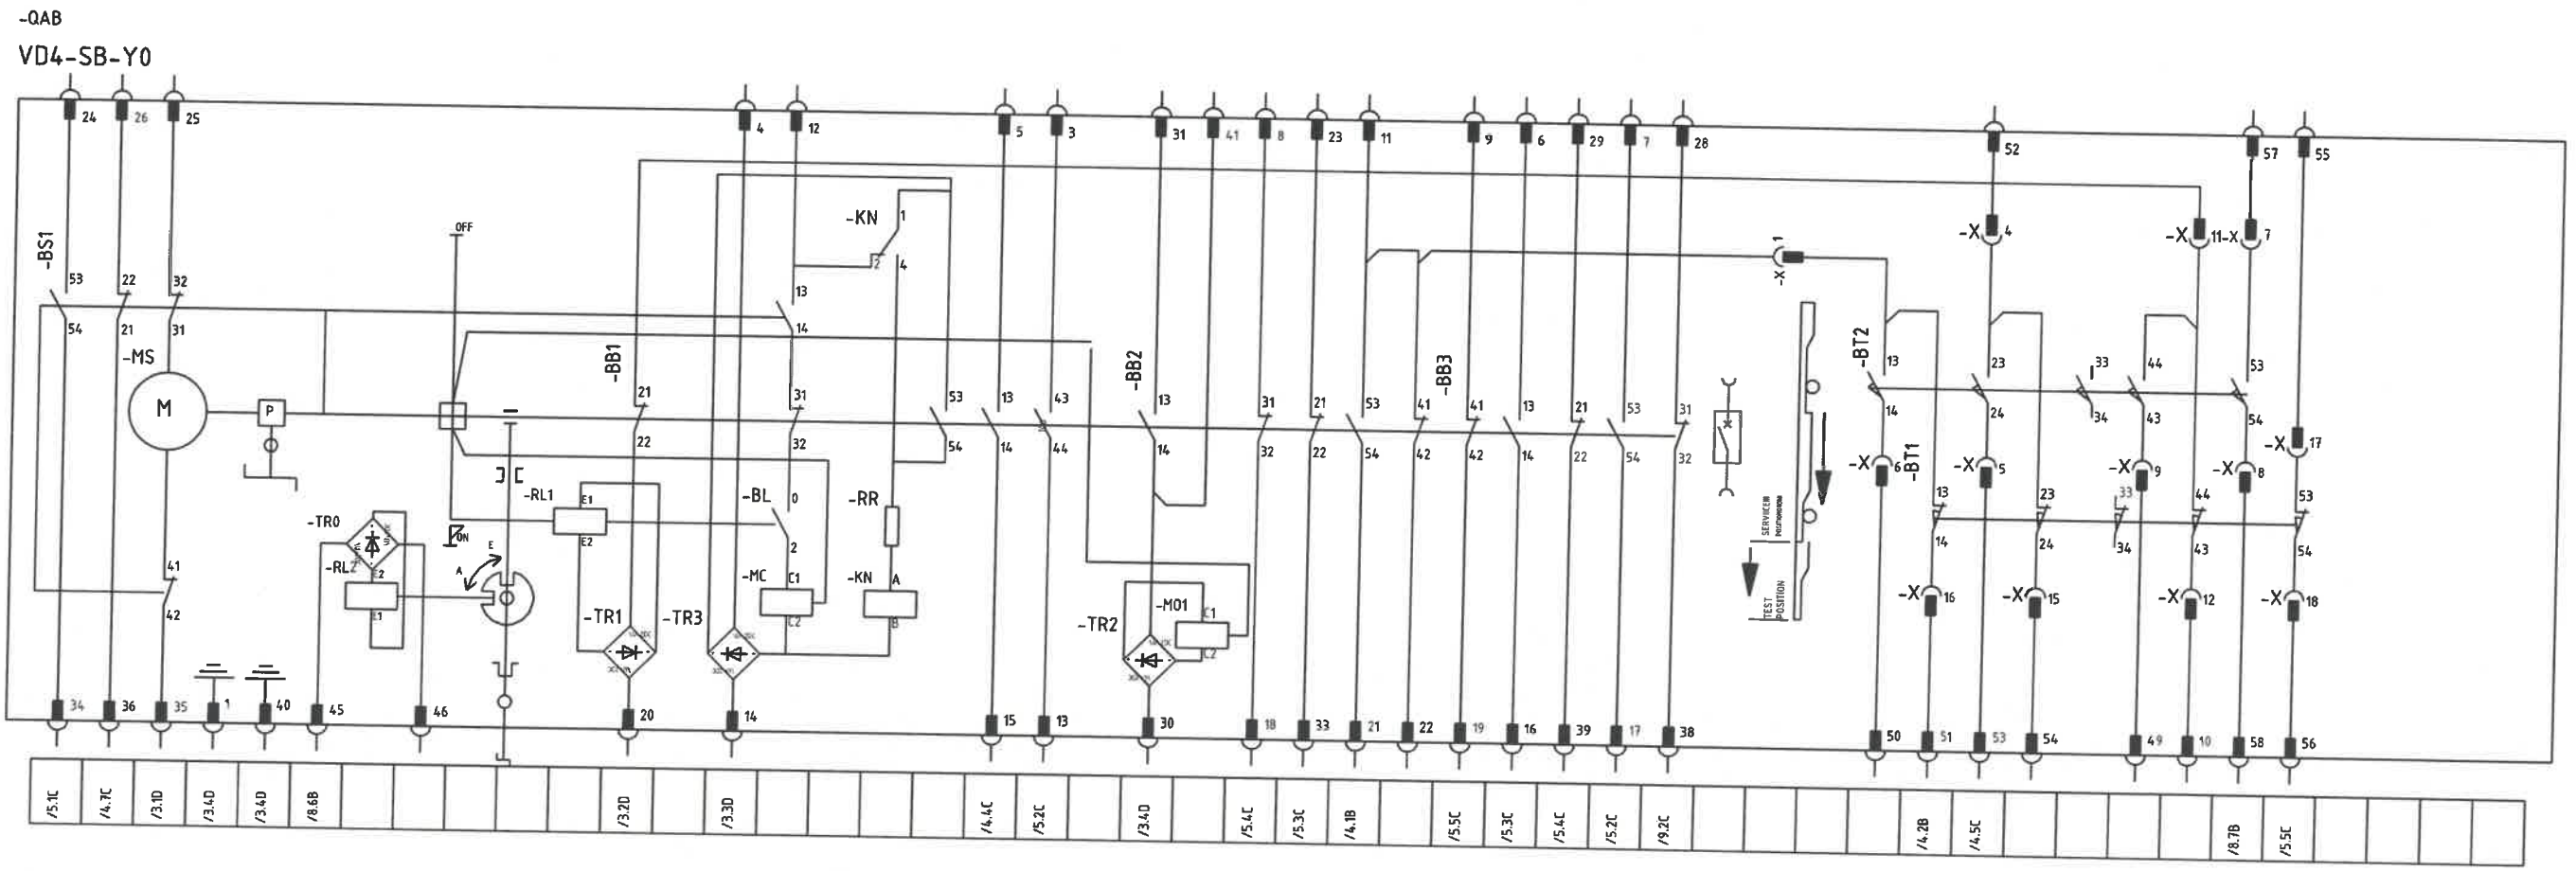 -QAB
VD4-SB-Y0
24 26 25 4 12 5 3 31 41 8 23 11 9 6 29 7 28 52 57 55
OFF
-KN 1
2 4
-X 1
-X 4 -X 11 -X 7
-BS1
53 22 32 13
54 21 31 14
-MS
M
P
-BB1 -BB2 -BB3 -BT2
21 31 53 13 43 13 31 21 53 41 41 13 21 53 31 13 23 33 44 53
22 32 54 14 44 14 32 22 54 42 42 14 22 54 32 14 24 34 43 54
-X 17
-X 6 -BT1 -X 5 -X 9 -X 8
-RL1 E1 -BL 0 -RR
E2 2
13 23 33 44 53
14 24 34 43 54
-TR0
ON
E
A
SERVICE
TEST
POSITION
-RL2 E2
E1
41
42
-MC C1 -KN A
C2 B
-TR1 -TR3 -TR2 -MO1 C1
C2
-X 16 -X 15 -X 12 -X 18
34 36 35 1 40 45 46 20 14 15 13 30 18 33 21 22 19 16 39 17 38 50 51 53 54 49 10 58 56
/5.1C /4.7C /3.1D /3.4D /3.4D /8.6B /3.2D /3.3D /4.4C /5.2C /3.4D /5.4C /5.3C /4.1B /5.5C /5.3C /5.4C /5.2C /9.2C /4.2B /4.5C /8.7B /5.5C